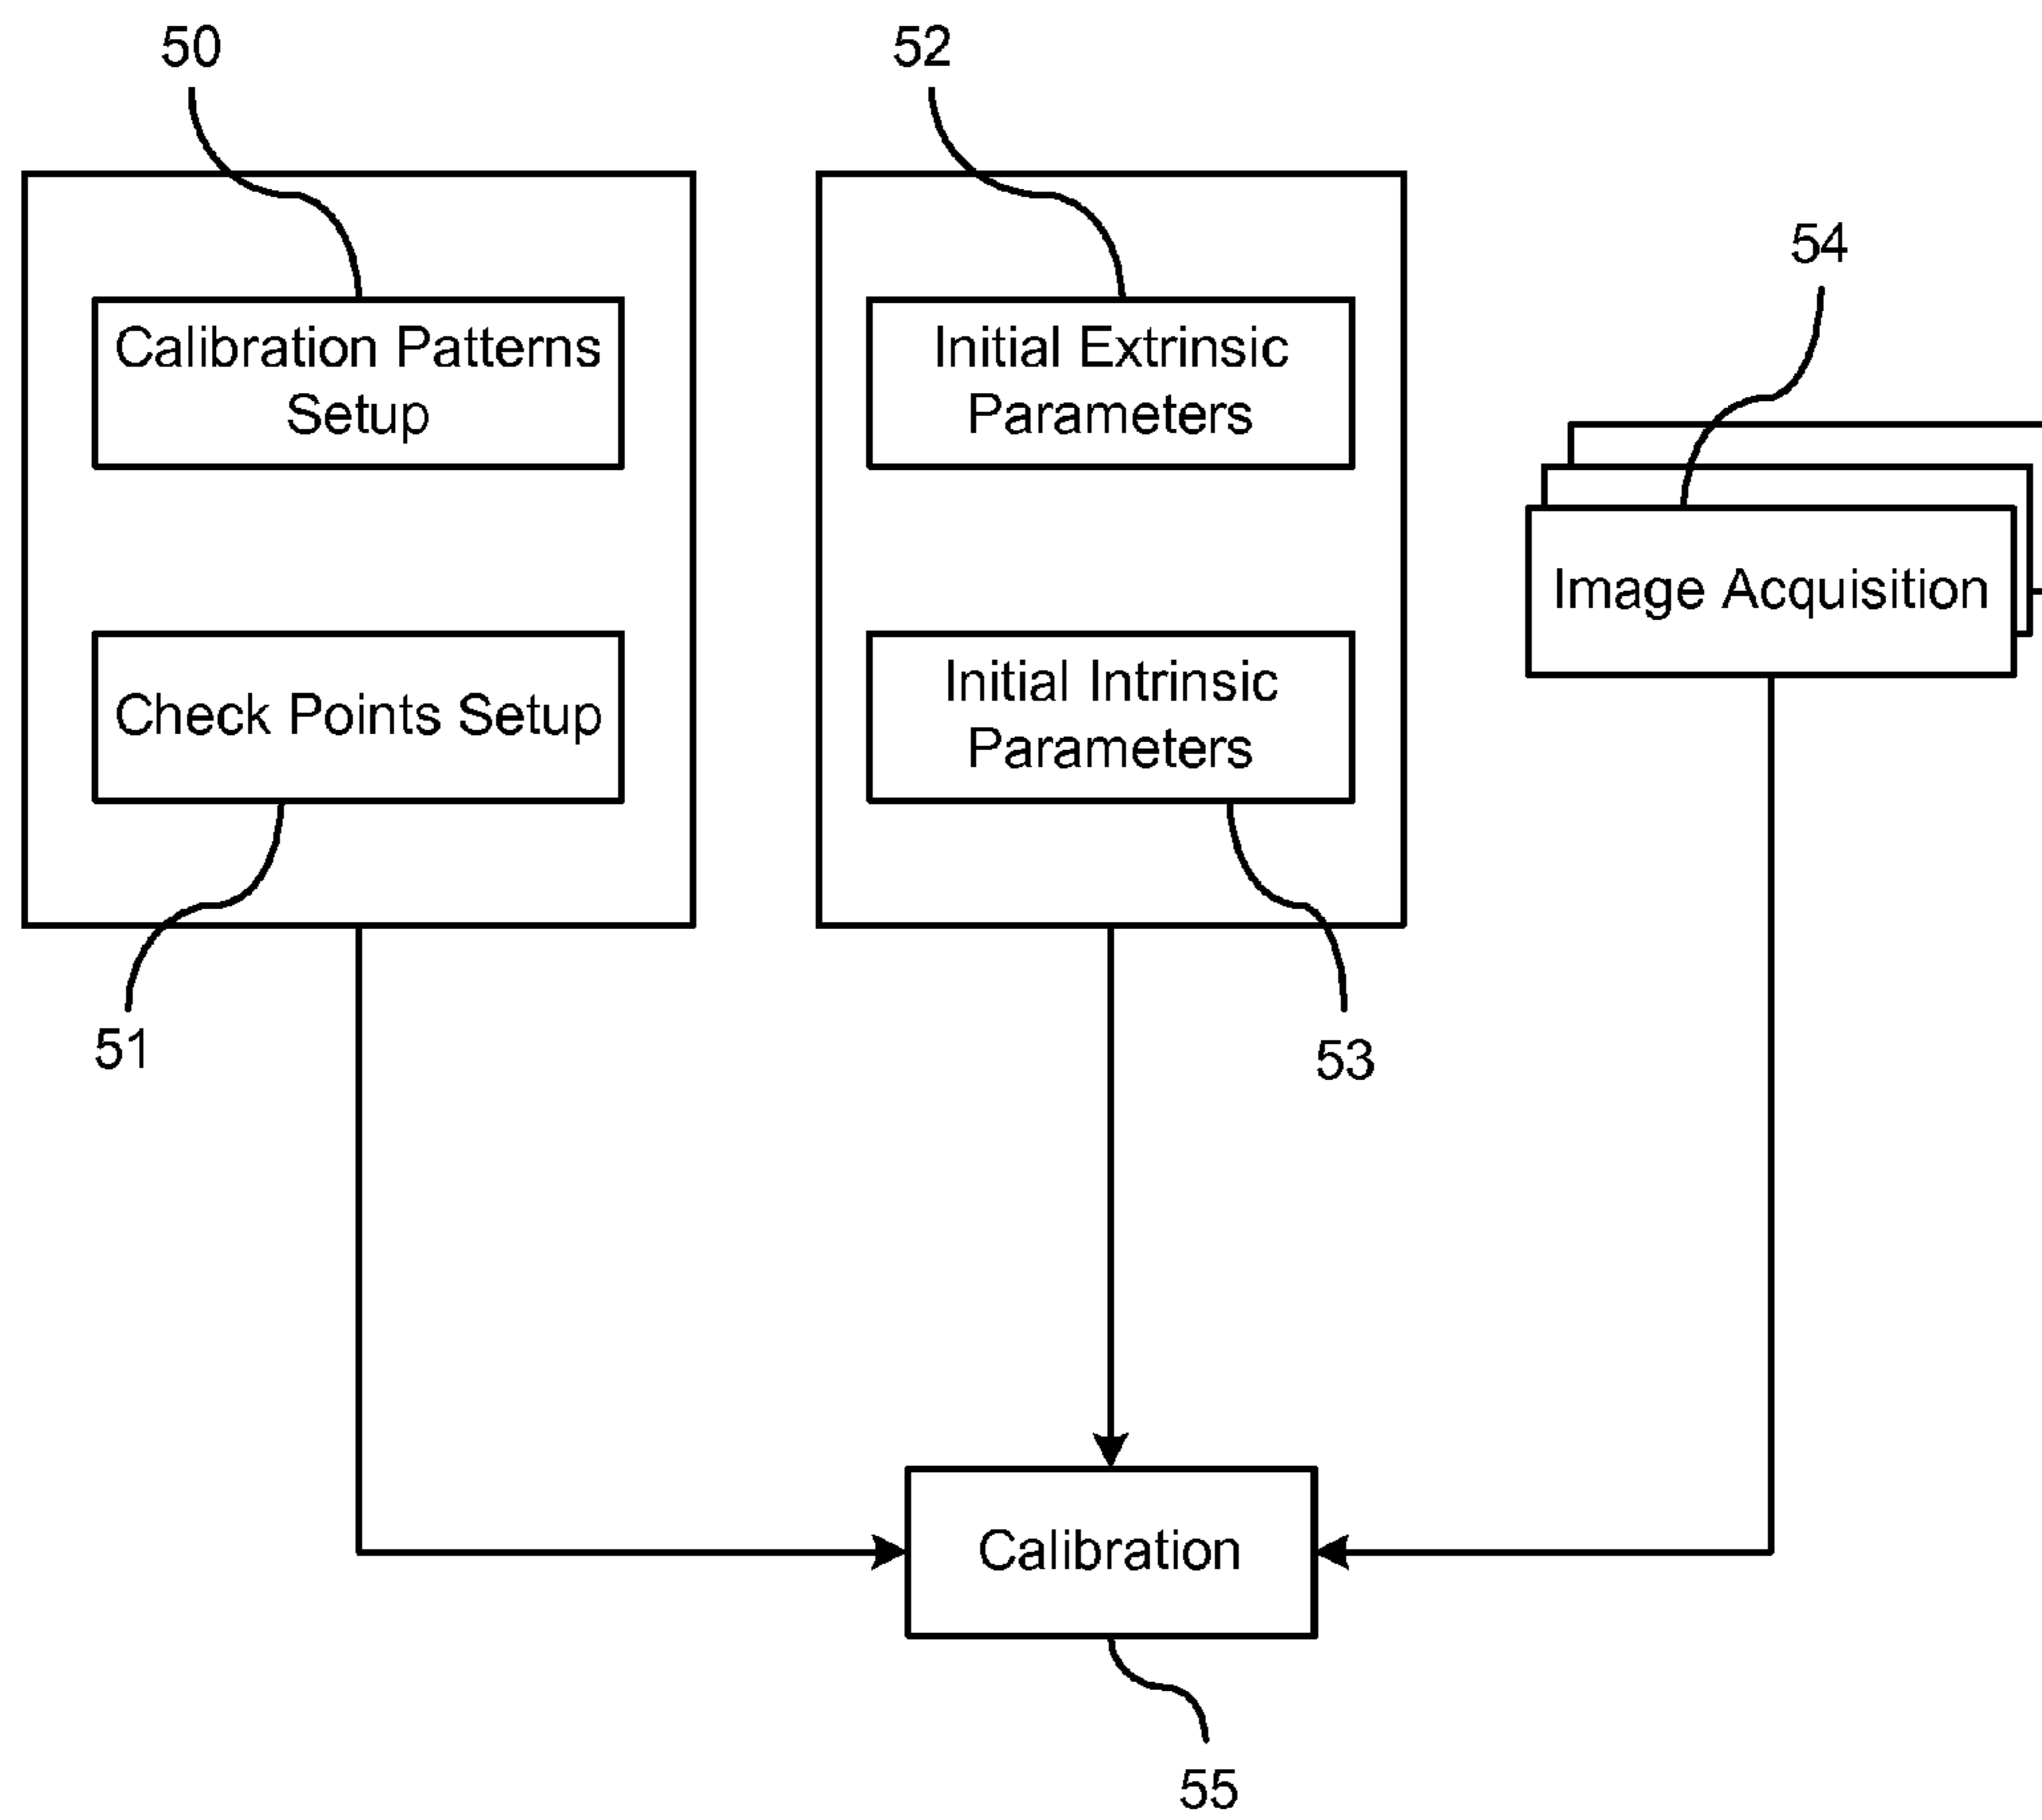 50
52
54
Calibration Patterns
Setup
Initial Extrinsic
Parameters
Image Acquisition
Check Points Setup
Initial Intrinsic
Parameters
51
53
Calibration
55